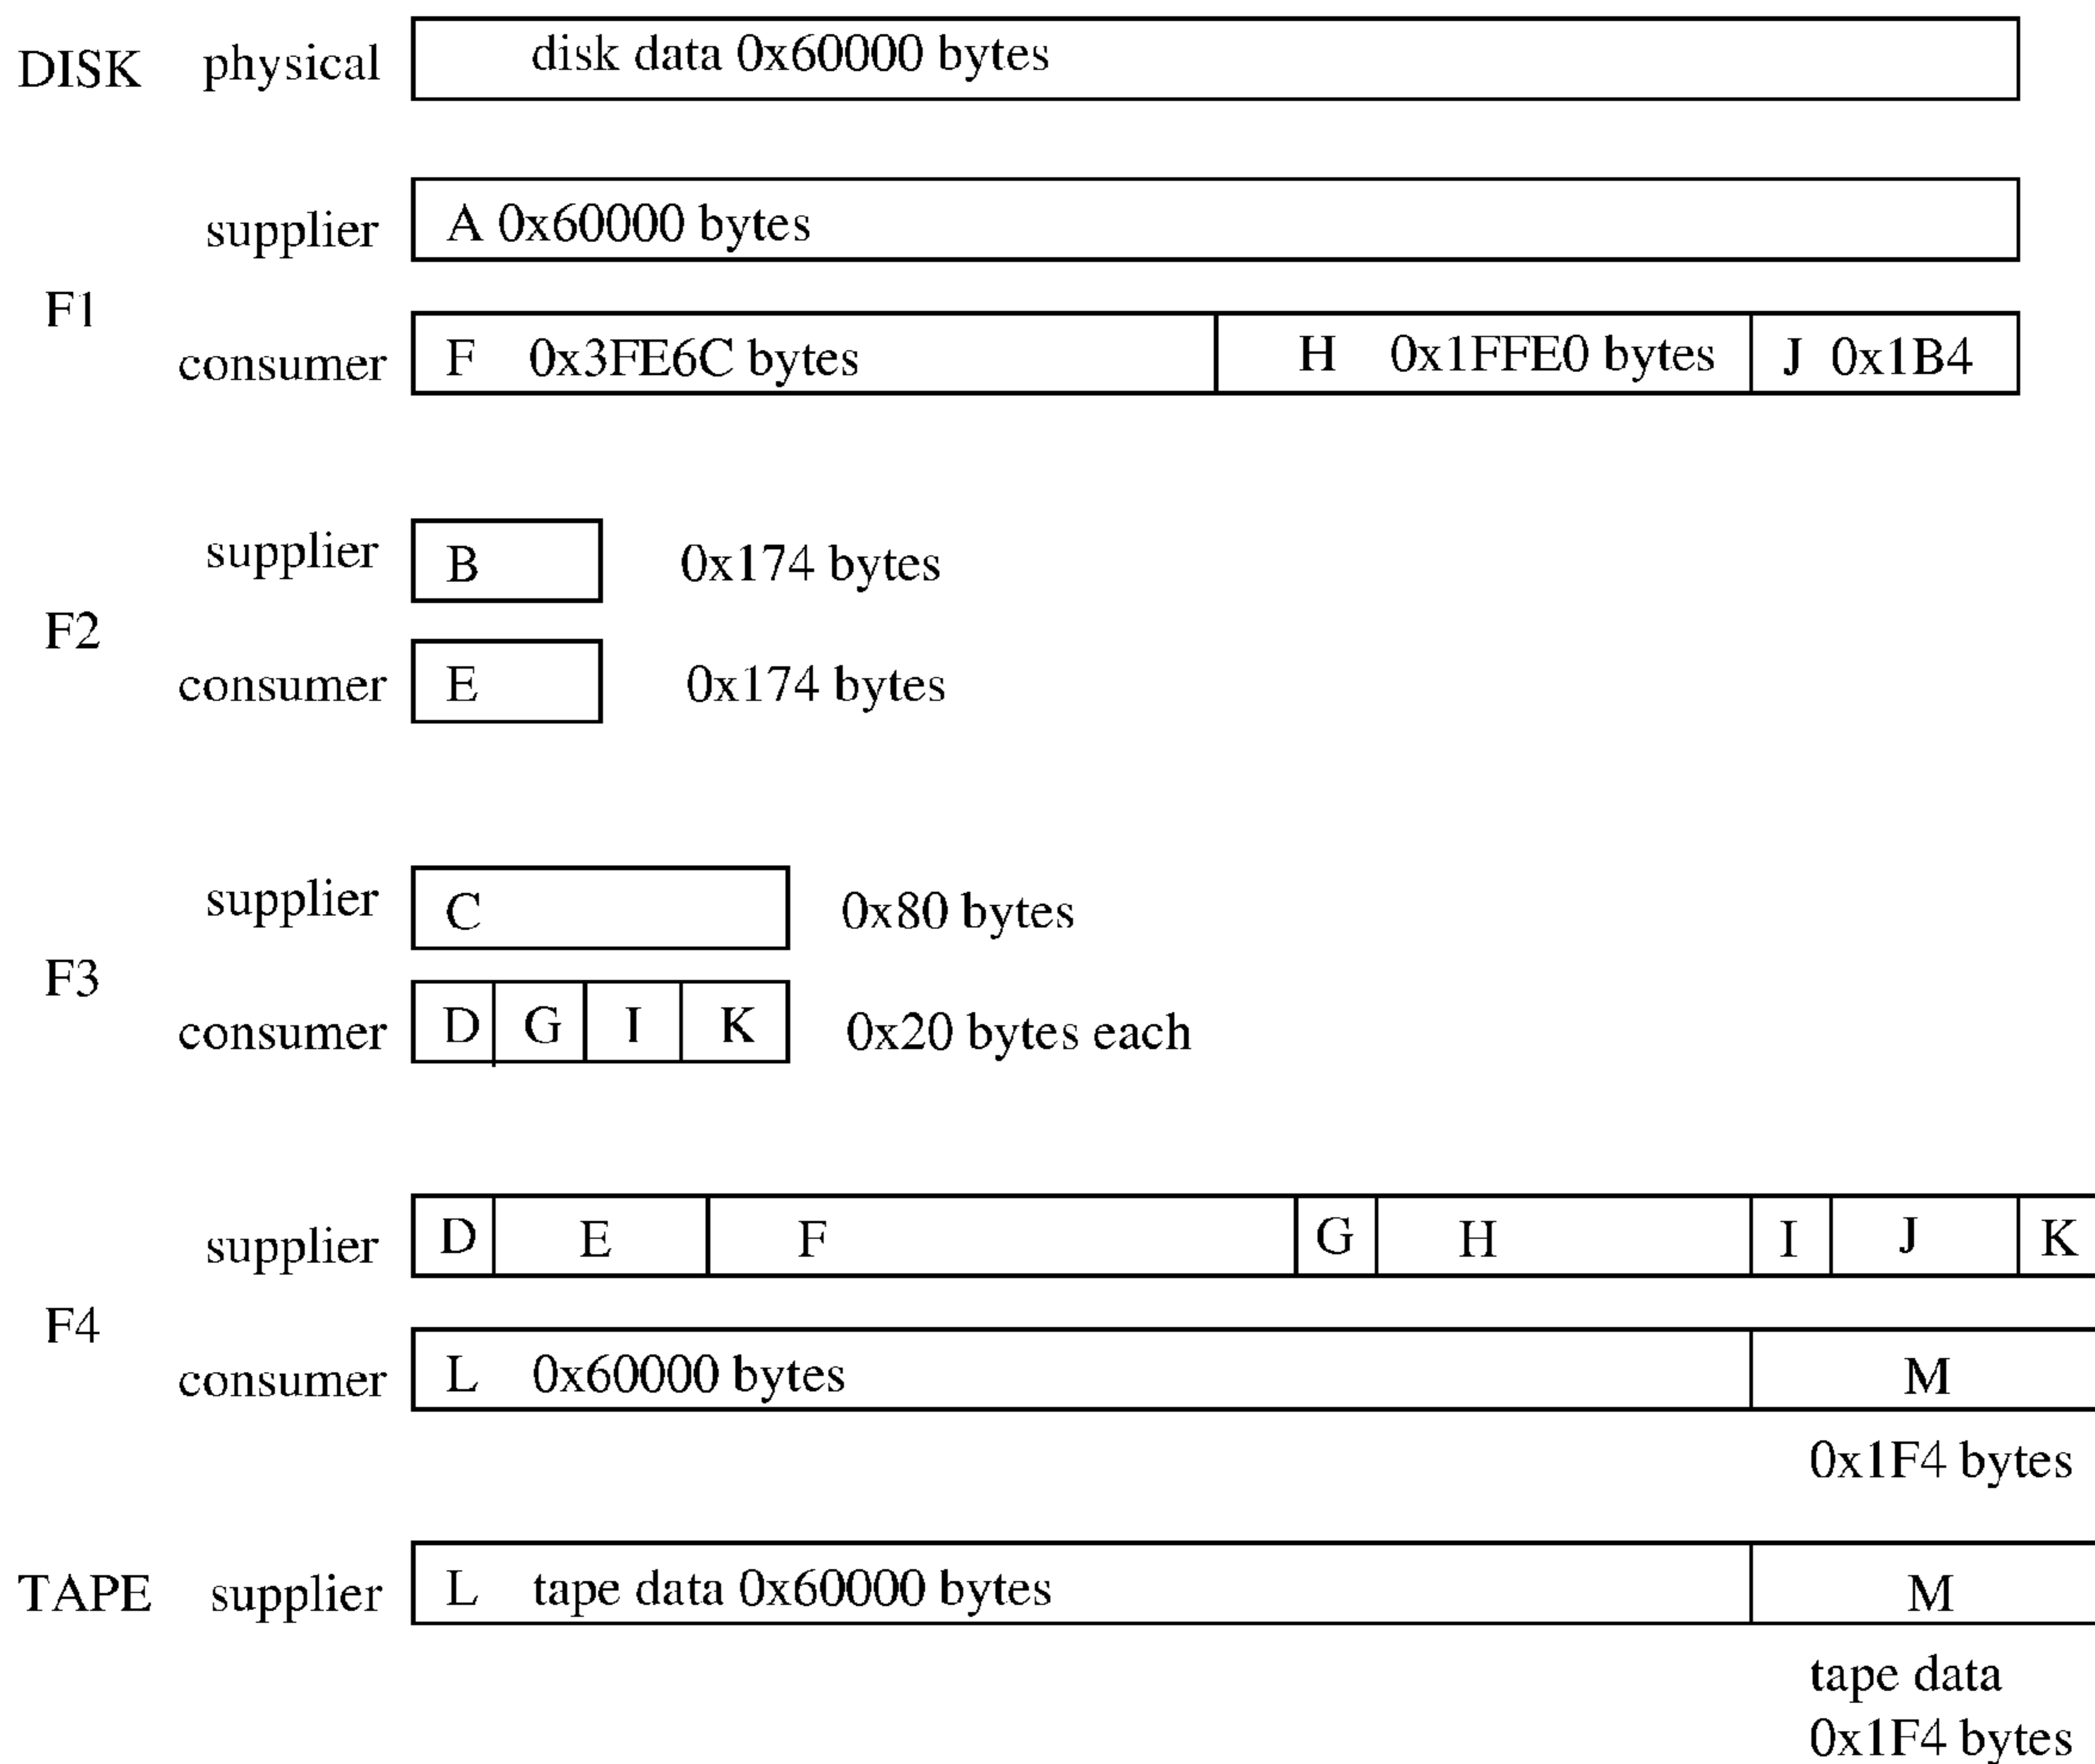 DISK physical disk data 0x60000 bytes
supplier A 0x60000 bytes
F1
consumer F 0x3FE6C bytes H 0x1FFE0 bytes J 0x1B4
supplier B 0x174 bytes
F2
consumer E 0x174 bytes
supplier C 0x80 bytes
F3
consumer D G I K 0x20 bytes each
supplier D E F G H I J K
F4
consumer L 0x60000 bytes M
0x1F4 bytes
TAPE supplier L tape data 0x60000 bytes M
tape data
0x1F4 bytes